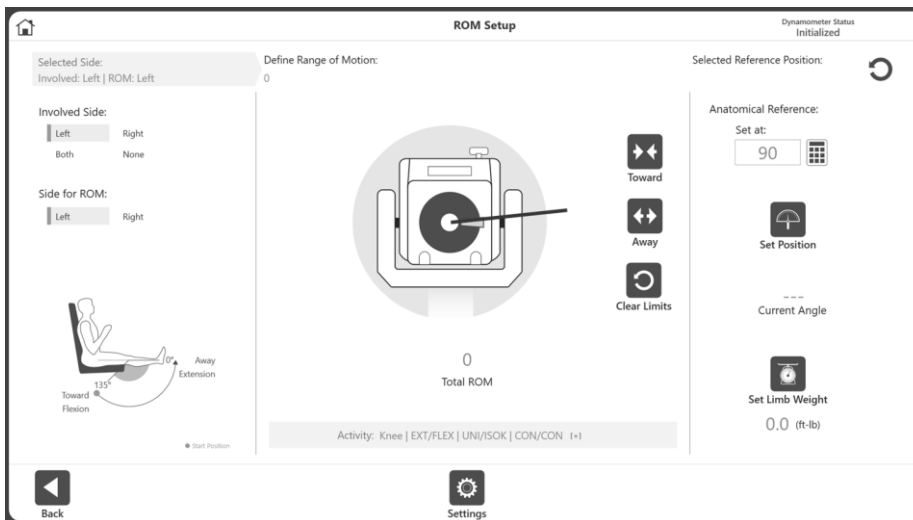 ROM Setup
Dynamometer Status
Initialized
Selected Side:
Involved: Left | ROM: Left
Define Range of Motion:
0
Selected Reference Position:
Involved Side:
Left Right
Both None
Side for ROM:
Left Right
0° Away
Extension
135°
Toward
Flexion
Start Position
Toward
Away
Clear Limits
0
Total ROM
Activity: Knee | EXT/FLEX | UNI/ISOK | CON/CON [+]
Anatomical Reference:
Set at:
90
Set Position
---
Current Angle
Set Limb Weight
0.0 (ft-lb)
Back
Settings